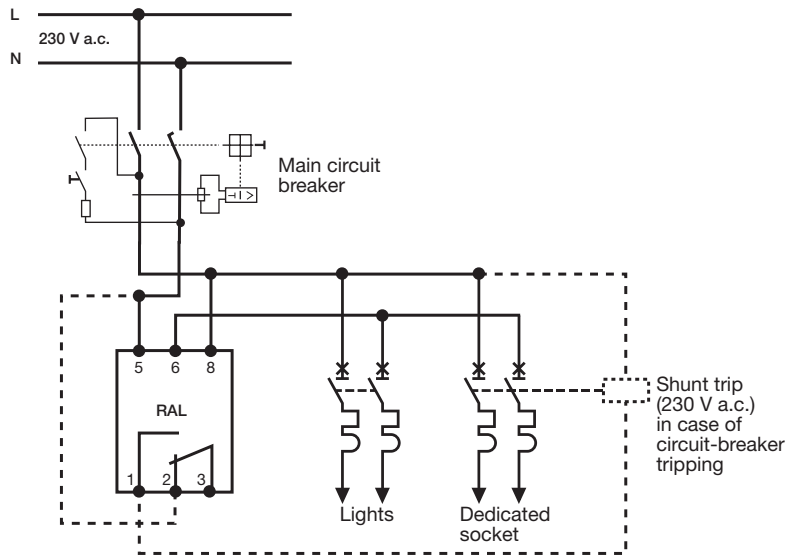 L
230 V a.c.
N
Main circuit
breaker
5 6 8
RAL
1 2 3
Lights
Dedicated
socket
Shunt trip
(230 V a.c.)
in case of
circuit-breaker
tripping